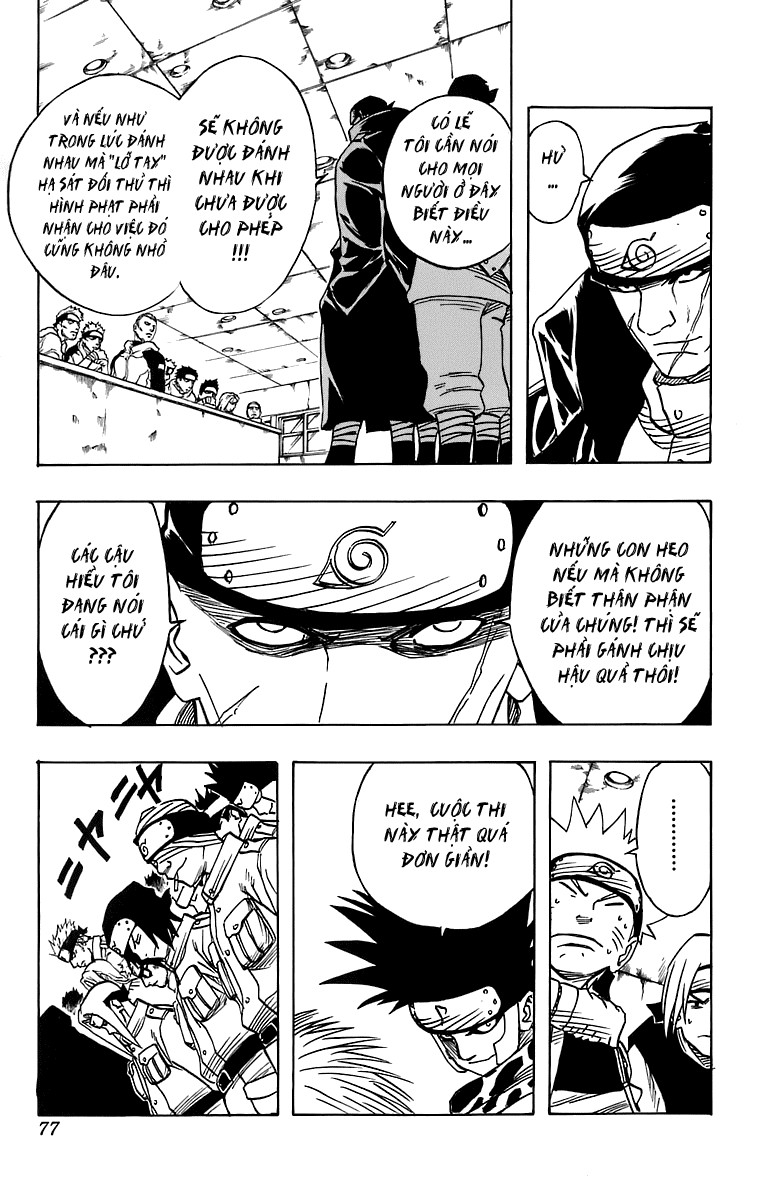 HỪ
...
CÓ LẼ
TÔI CẦN NÓI
CHO MỌI
NGƯỜI Ở ĐÂY
BIẾT ĐIỀU
NÀY...
SẼ KHÔNG
ĐƯỢC ĐÁNH
NHAU KHI
CHƯA ĐƯỢC
CHO PHÉP
!!!
VÀ NẾU NHƯ
TRONG LÚC ĐÁNH
NHAU MÀ "LỠ TAY"
HẠ SÁT ĐỐI THỦ THÌ
HÌNH PHẠT PHẢI
NHẬN CHO VIỆC ĐÓ
CŨNG KHÔNG NHỎ
ĐÂU.
NHỮNG CON HEO
NẾU MÀ KHÔNG
BIẾT THÂN PHẬN
CỦA CHÚNG! THÌ SẼ
PHẢI GÁNH CHỊU
HẬU QUẢ THÔI!
CÁC CẬU
HIỂU TÔI
ĐANG NÓI
CÁI GÌ CHỨ
???
.........
HEE, CUỘC THI
NÀY THẬT QUÁ
ĐƠN GIẢN!
ニヤニヤ
77